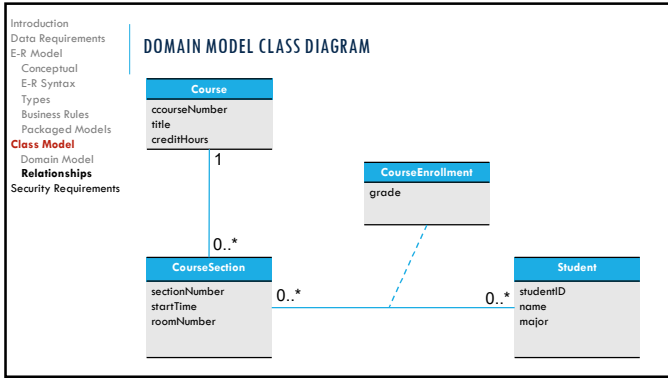 Introduction
Data Requirements
E-R Model
Conceptual
E-R Syntax
Types
Business Rules
Packaged Models
Class Model
Domain Model
Relationships
Security Requirements
DOMAIN MODEL CLASS DIAGRAM
Course
ccourseNumber
title
creditHours
1
0..*
CourseEnrollment
grade
CourseSection
sectionNumber
startTime
roomNumber
0..*
0..*
Student
studentID
name
major